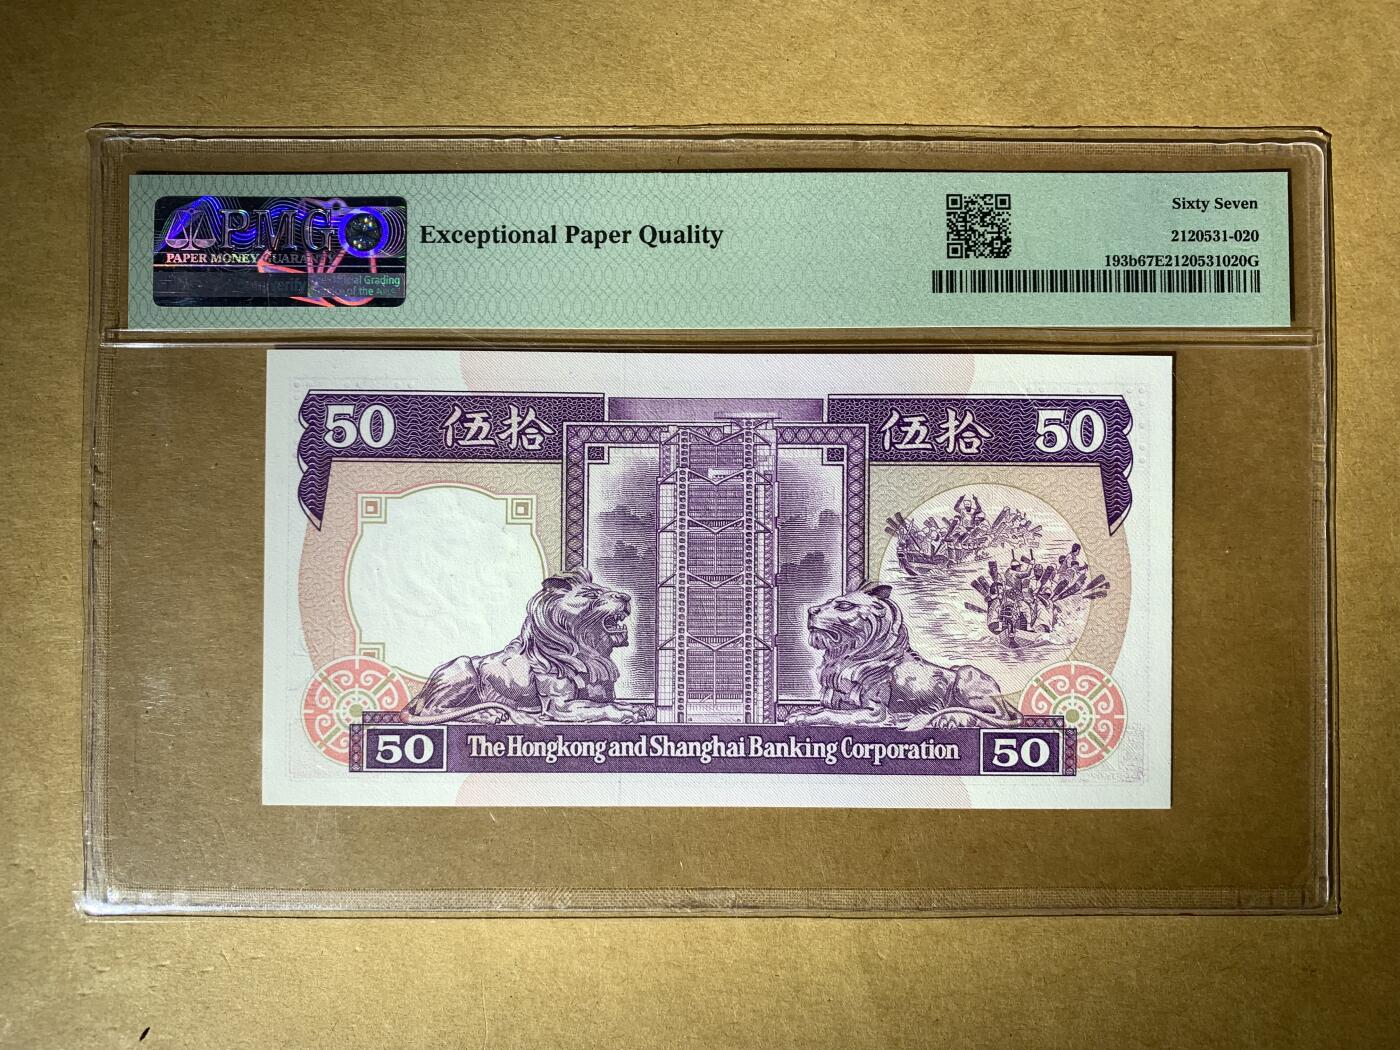 PMG
PAPER MONEY GUARANTY
Exceptional Paper Quality
Sixty Seven
2120531-020
193b67E2120531020G
50 伍拾
伍拾 50
50 The Hongkong and Shanghai Banking Corporation 50